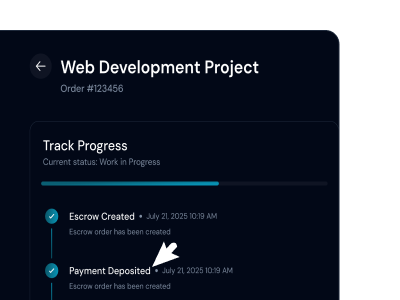 Web Development Project
Order #123456
Track Progress
Current status: Work in Progress
Escrow Created • July 21, 2025 10:19 AM
Escrow order has been created
Payment Deposited • July 21, 2025 10:19 AM
Escrow order has been created